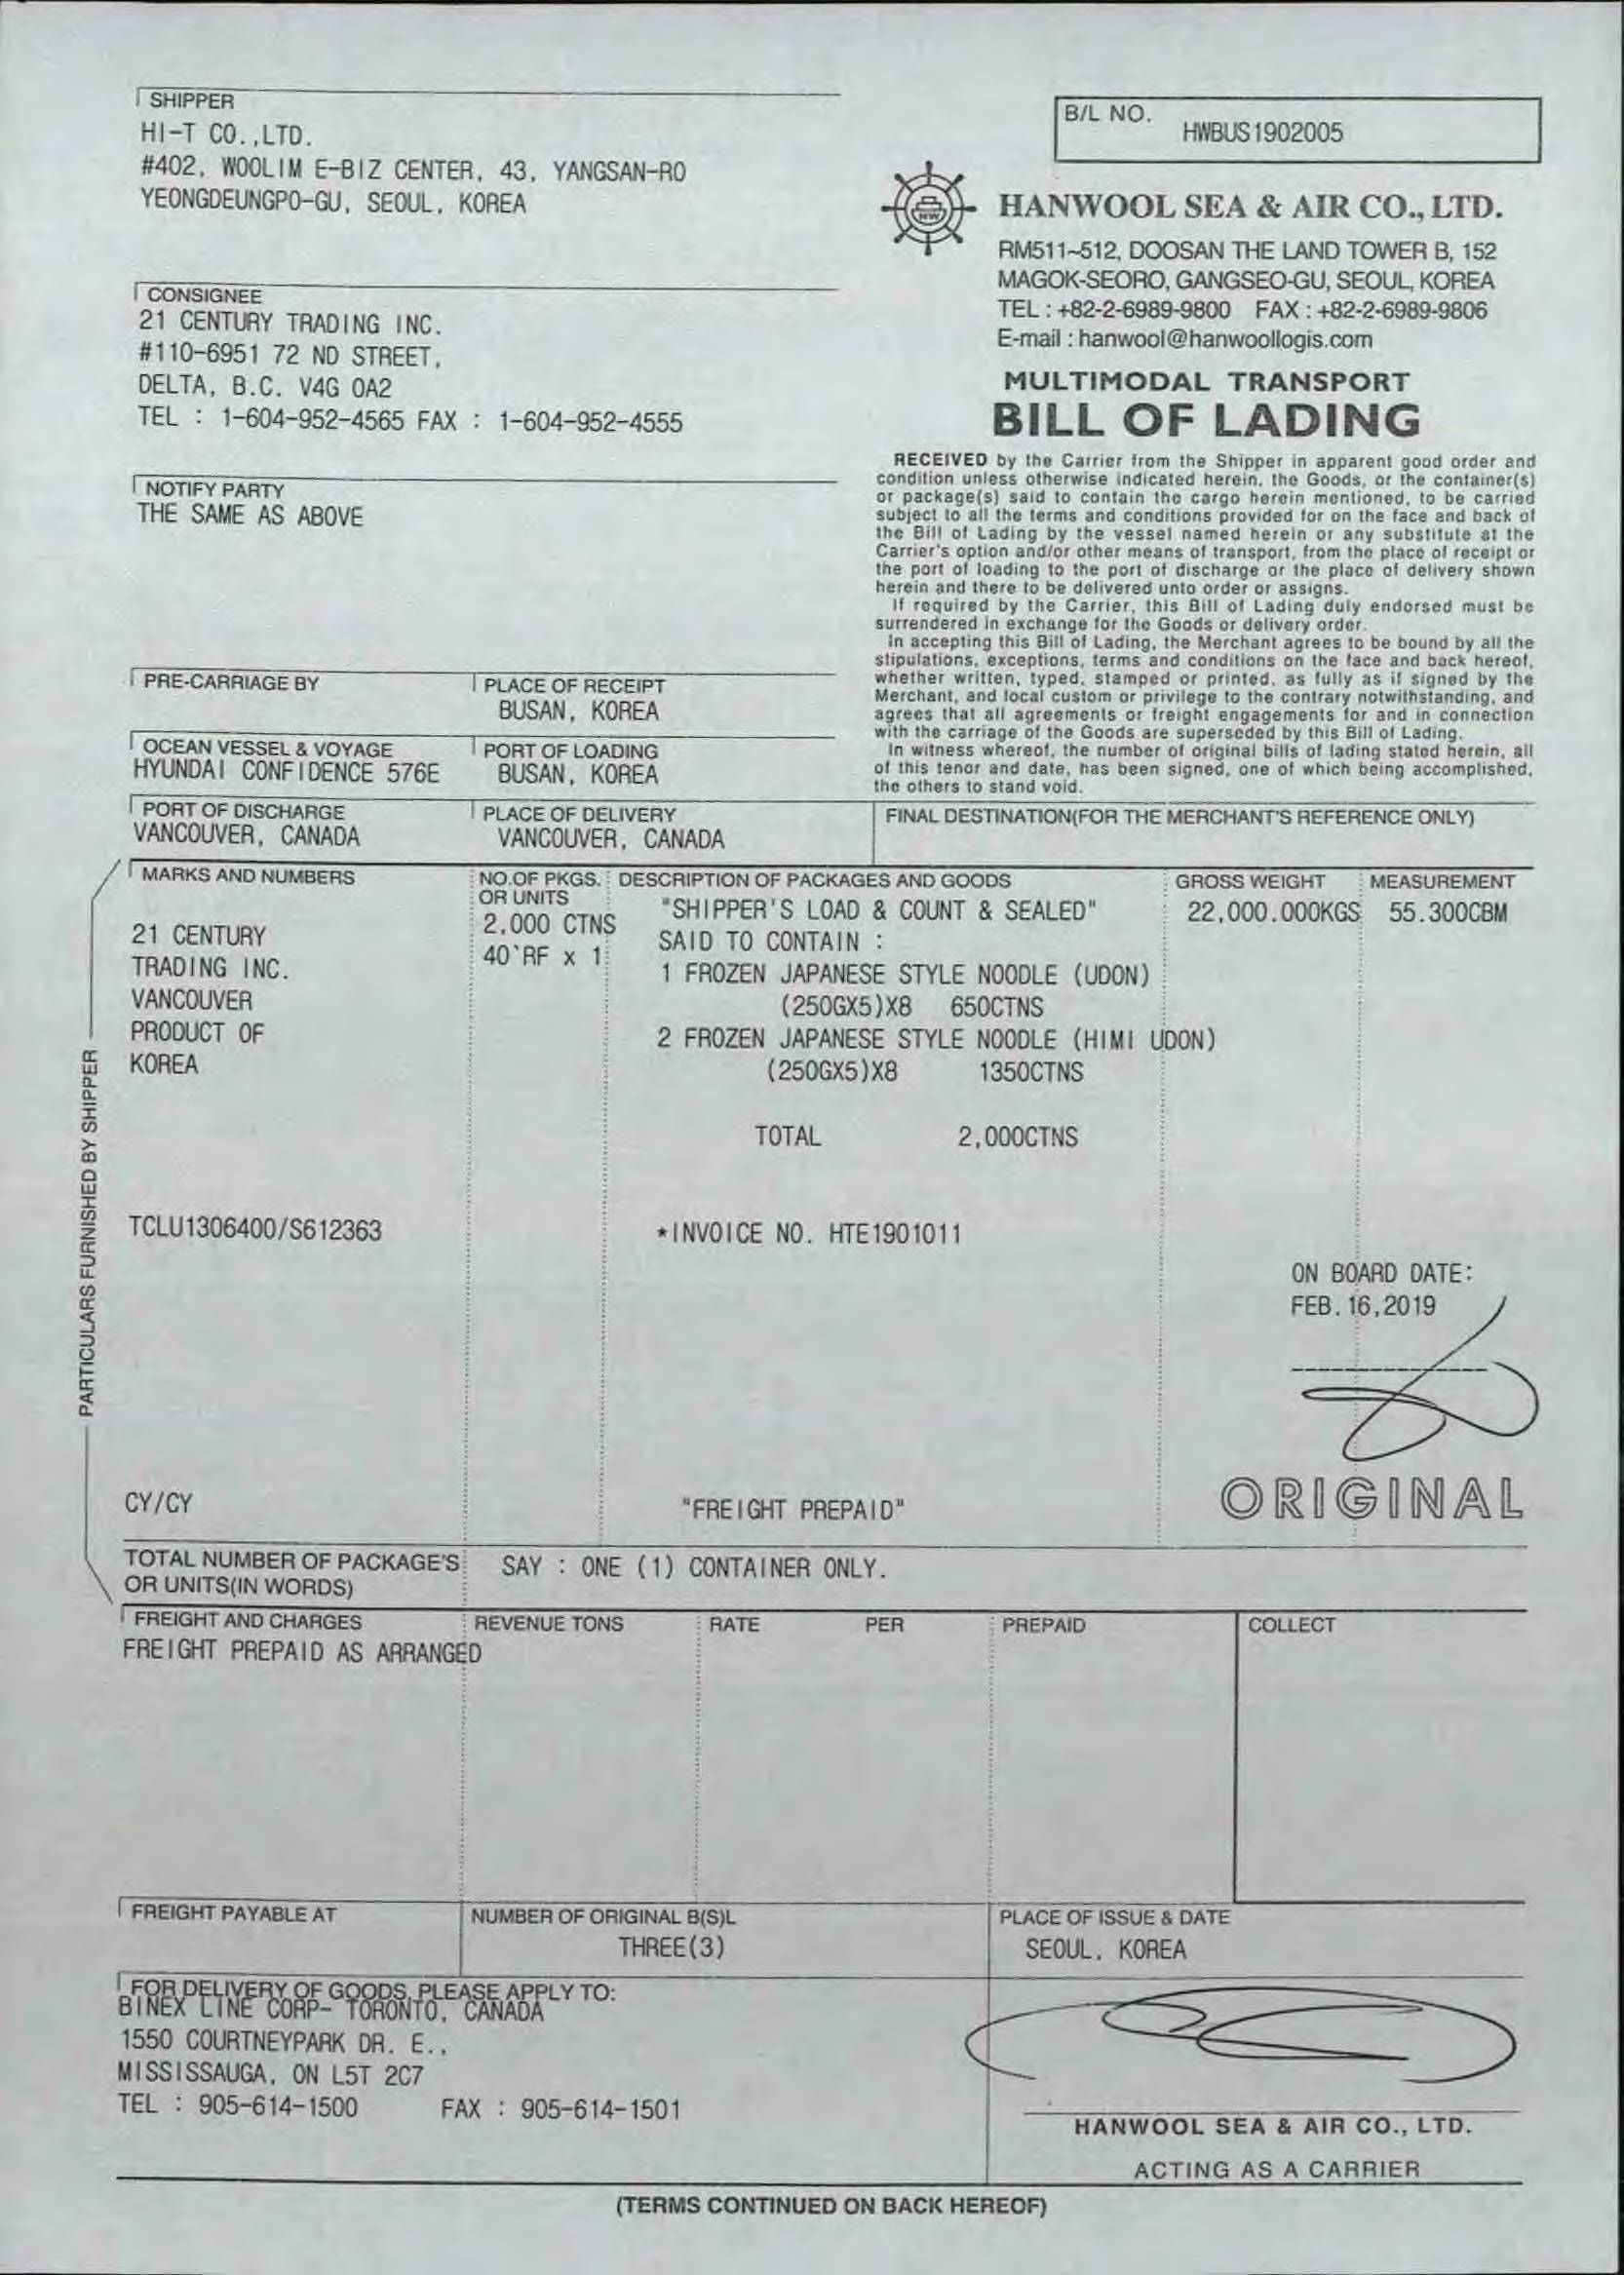 SHIPPER
HI-T CO.,LTD.
#402, WOOLIM E-BIZ CENTER, 43, YANGSAN-RO
YEONGDEUNGPO-GU, SEOUL, KOREA
B/L NO.
HWBUS1902005
HW
HANWOOL SEA & AIR CO., LTD.
RM511~512, DOOSAN THE LAND TOWER B, 152
MAGOK-SEORO, GANGSEO-GU, SEOUL, KOREA
TEL : +82-2-6989-9800 FAX : +82-2-6989-9806
E-mail : hanwool@hanwoollogis.com
CONSIGNEE
21 CENTURY TRADING INC.
#110-6951 72 ND STREET,
DELTA, B.C. V4G 0A2
TEL : 1-604-952-4565 FAX : 1-604-952-4555
MULTIMODAL TRANSPORT
BILL OF LADING
NOTIFY PARTY
THE SAME AS ABOVE
RECEIVED by the Carrier from the Shipper in apparent good order and
condition unless otherwise indicated herein, the Goods, or the container(s)
or package(s) said to contain the cargo herein mentioned, to be carried
subject to all the terms and conditions provided for on the face and back of
the Bill of Lading by the vessel named herein or any substitute at the
Carrier's option and/or other means of transport, from the place of receipt or
the port of loading to the port of discharge or the place of delivery shown
herein and there to be delivered unto order or assigns.
If required by the Carrier, this Bill of Lading duly endorsed must be
surrendered in exchange for the Goods or delivery order.
In accepting this Bill of Lading, the Merchant agrees to be bound by all the
stipulations, exceptions, terms and conditions on the face and back hereof,
whether written, typed, stamped or printed, as fully as if signed by the
Merchant, and local custom or privilege to the contrary notwithstanding, and
agrees that all agreements or freight engagements for and in connection
with the carriage of the Goods are superseded by this Bill of Lading.
In witness whereof, the number of original bills of lading stated herein, all
of this tenor and date, has been signed, one of which being accomplished,
the others to stand void.
PRE-CARRIAGE BY
PLACE OF RECEIPT
BUSAN, KOREA
OCEAN VESSEL & VOYAGE
HYUNDAI CONFIDENCE 576E
PORT OF LOADING
BUSAN, KOREA
PORT OF DISCHARGE
VANCOUVER, CANADA
PLACE OF DELIVERY
VANCOUVER, CANADA
FINAL DESTINATION(FOR THE MERCHANT'S REFERENCE ONLY)
PARTICULARS FURNISHED BY SHIPPER
MARKS AND NUMBERS
21 CENTURY
TRADING INC.
VANCOUVER
PRODUCT OF
KOREA
NO.OF PKGS.
OR UNITS
2,000 CTNS
40`RF x 1
DESCRIPTION OF PACKAGES AND GOODS
"SHIPPER'S LOAD & COUNT & SEALED"
SAID TO CONTAIN :
1 FROZEN JAPANESE STYLE NOODLE (UDON)
(250GX5)X8 650CTNS
2 FROZEN JAPANESE STYLE NOODLE (HIMI UDON)
(250GX5)X8 1350CTNS
TOTAL 2,000CTNS
GROSS WEIGHT
22,000.000KGS
MEASUREMENT
55.300CBM
TCLU1306400/S612363
*INVOICE NO. HTE1901011
ON BOARD DATE:
FEB.16,2019
CY/CY
"FREIGHT PREPAID"
ORIGINAL
TOTAL NUMBER OF PACKAGE'S
OR UNITS(IN WORDS)
SAY : ONE (1) CONTAINER ONLY.
FREIGHT AND CHARGES
REVENUE TONS
RATE
PER
PREPAID
COLLECT
FREIGHT PREPAID AS ARRANGED
FREIGHT PAYABLE AT
NUMBER OF ORIGINAL B(S)L
THREE(3)
PLACE OF ISSUE & DATE
SEOUL, KOREA
FOR DELIVERY OF GOODS, PLEASE APPLY TO:
BINEX LINE CORP- TORONTO, CANADA
1550 COURTNEYPARK DR. E.,
MISSISSAUGA, ON L5T 2C7
TEL : 905-614-1500 FAX : 905-614-1501
HANWOOL SEA & AIR CO., LTD.
ACTING AS A CARRIER
(TERMS CONTINUED ON BACK HEREOF)